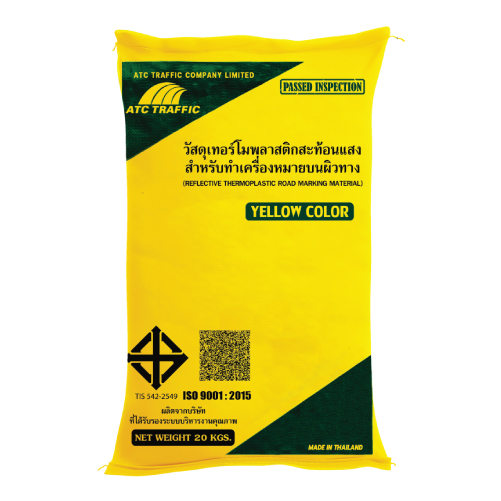 ATC TRAFFIC COMPANY LIMITED
PASSED INSPECTION
ATC TRAFFIC
วัสดุเทอร์โมพลาสติกสะท้อนแสง
สำหรับทำเครื่องหมายบนผิวทาง
(REFLECTIVE THERMOPLASTIC ROAD MARKING MATERIAL)
YELLOW COLOR
TIS 542-2549 ISO 9001 : 2015
ผลิตจากบริษัท
ที่ได้รับรองระบบบริหารงานคุณภาพ
NET WEIGHT 20 KGS.
MADE IN THAILAND